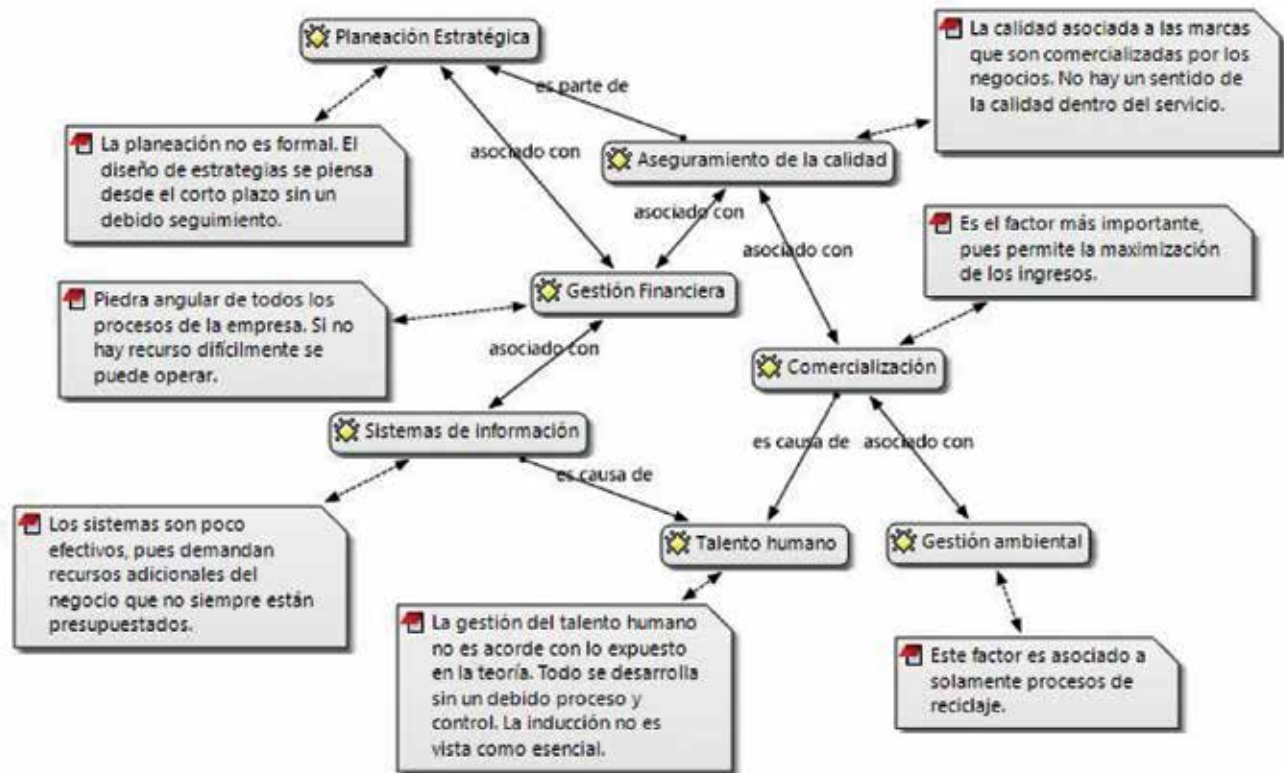 Planeación Estratégica
La calidad asociada a las marcas
que son comercializadas por los
negocios. No hay un sentido de
la calidad dentro del servicio.
es parte de
La planeación no es formal. El
diseño de estrategias se piensa
desde el corto plazo sin un
debido seguimiento.
asociado con
Aseguramiento de la calidad
asociado con
asociado con
Es el factor más importante,
pues permite la maximización
de los ingresos.
Gestión Financiera
Piedra angular de todos los
procesos de la empresa. Si no
hay recurso difícilmente se
puede operar.
asociado con
Comercialización
Sistemas de información
es causa de
asociado con
es causa de
Los sistemas son poco
efectivos, pues demandan
recursos adicionales del
negocio que no siempre están
presupuestados.
Talento humano
Gestión ambiental
La gestión del talento humano
no es acorde con lo expuesto
en la teoría. Todo se desarrolla
sin un debido proceso y
control. La inducción no es
vista como esencial.
Este factor es asociado a
solamente procesos de
reciclaje.